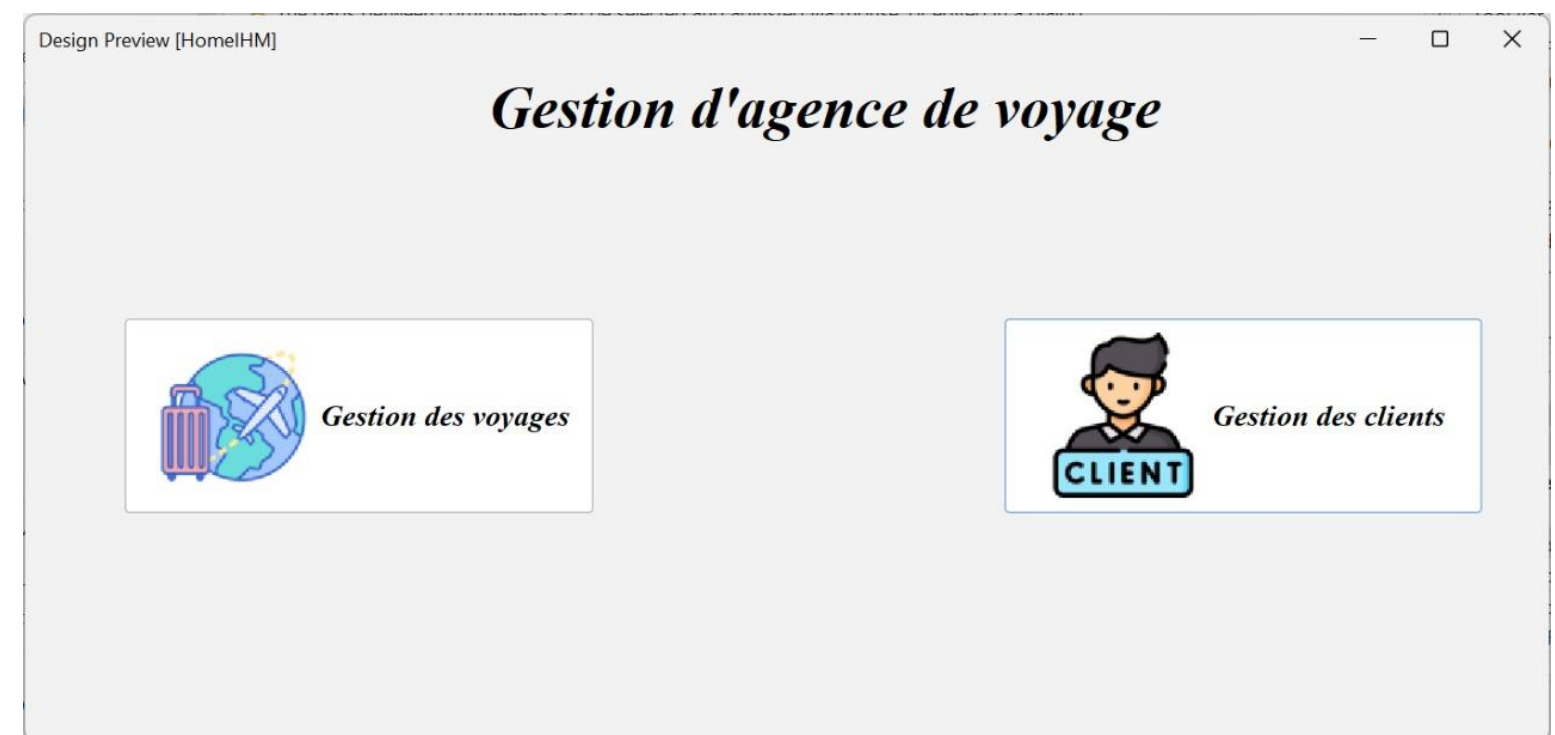 Design Preview [HomeIHM]
Gestion d'agence de voyage
Gestion des voyages
Gestion des clients
CLIENT